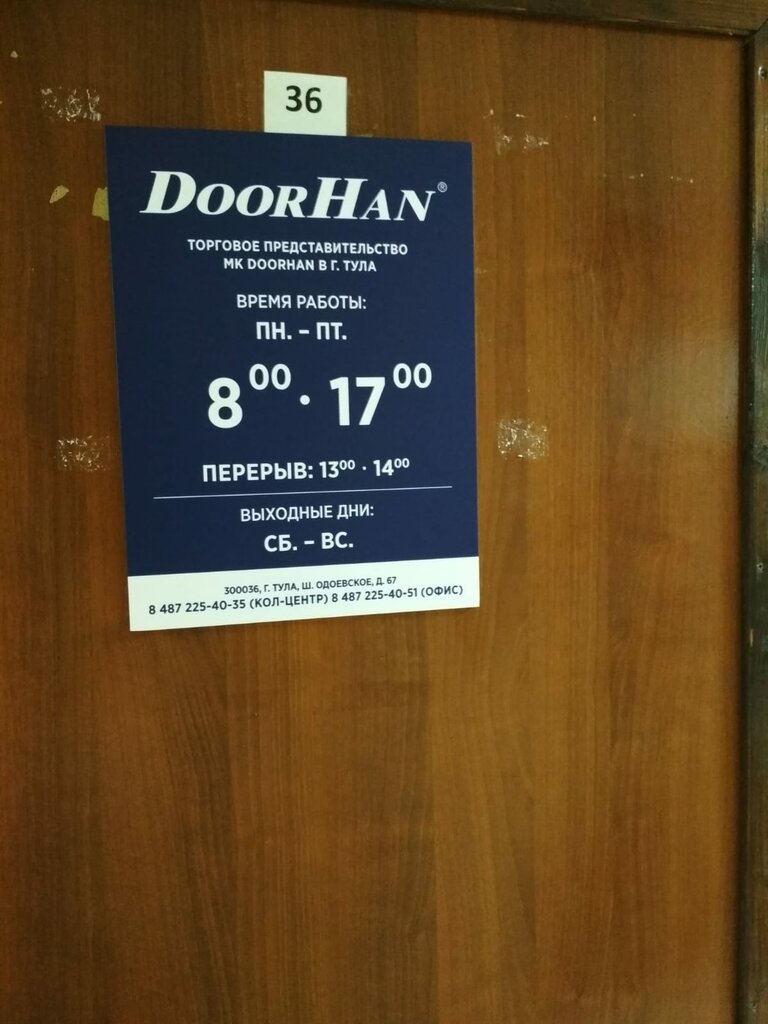 36
DOORHAN®
ТОРГОВОЕ ПРЕДСТАВИТЕЛЬСТВО
МК DOORHAN В Г. ТУЛА
ВРЕМЯ РАБОТЫ:
ПН. – ПТ.
8⁰⁰ · 17⁰⁰
ПЕРЕРЫВ: 13⁰⁰ · 14⁰⁰
ВЫХОДНЫЕ ДНИ:
СБ. – ВС.
300036, Г. ТУЛА, Ш. ОДОЕВСКОЕ, Д. 67
8 487 225-40-35 (КОЛ-ЦЕНТР) 8 487 225-40-51 (ОФИС)